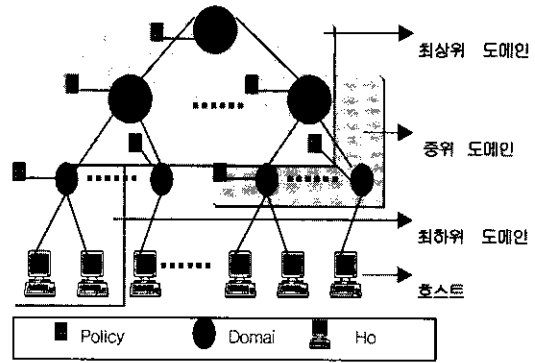 최상위 도메인
중위 도메인
최하위 도메인
호스트
Policy
Domai
Ho